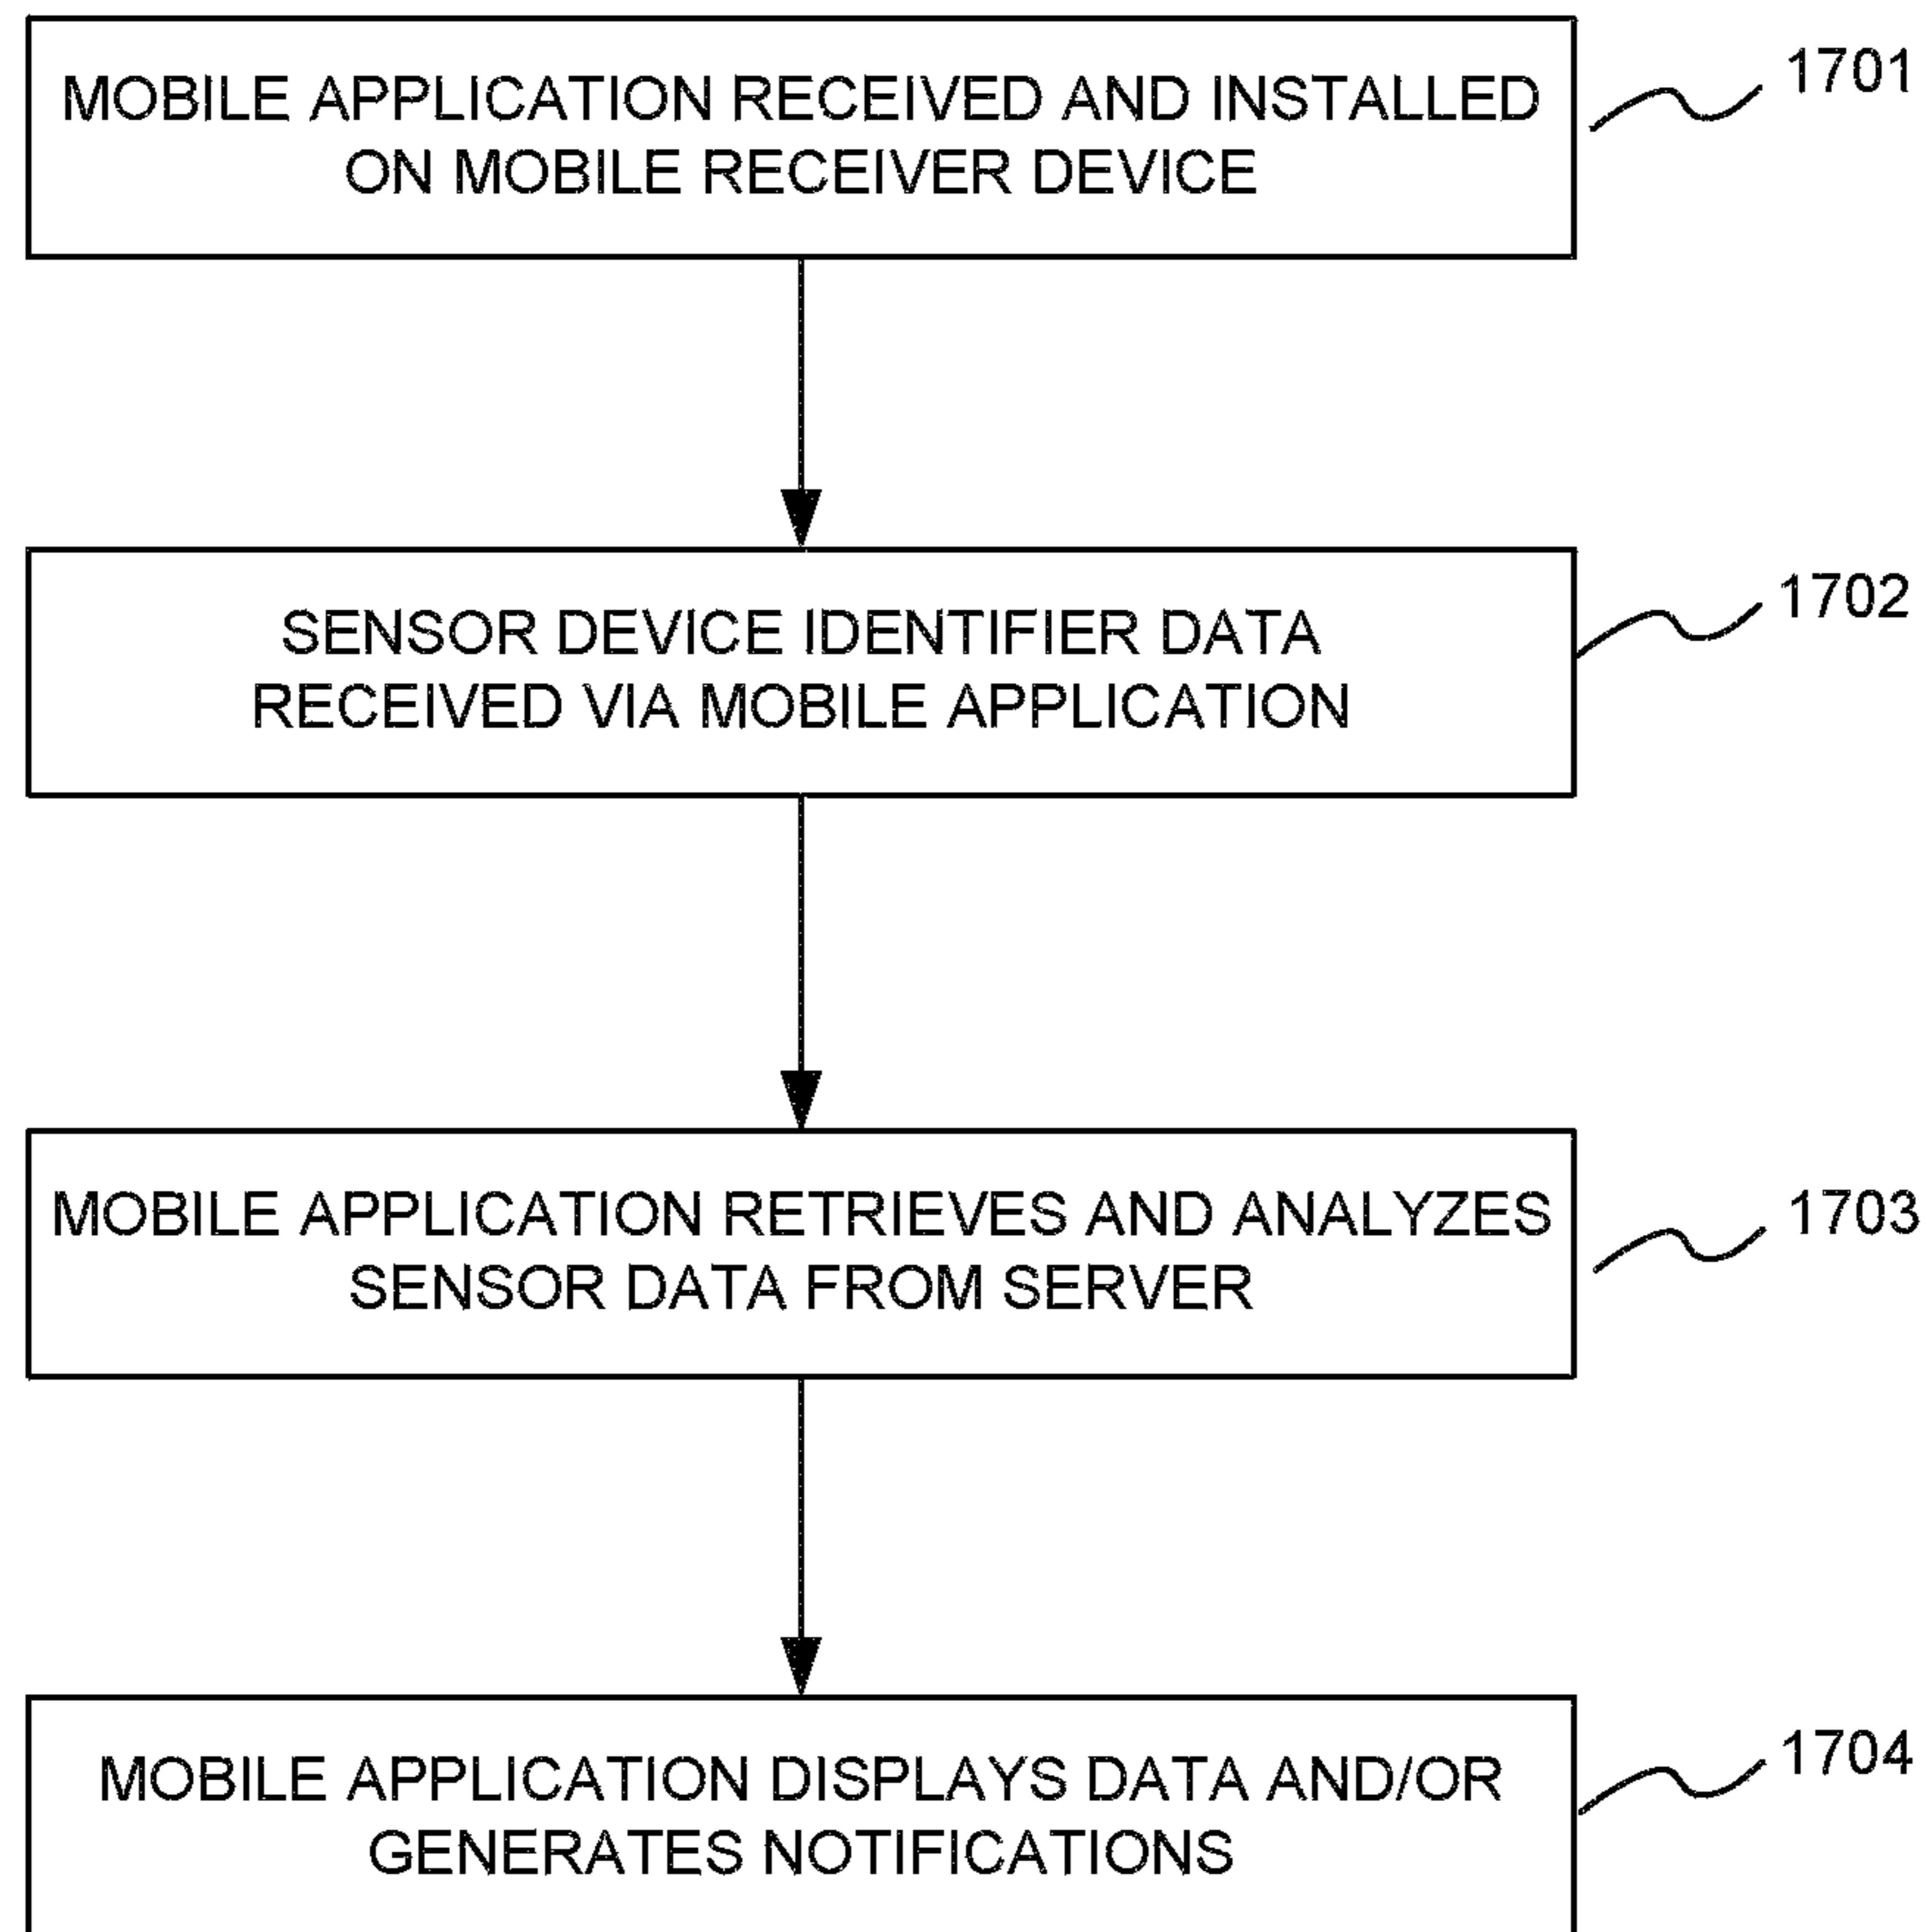 MOBILE APPLICATION RECEIVED AND INSTALLED
ON MOBILE RECEIVER DEVICE
1701
SENSOR DEVICE IDENTIFIER DATA
RECEIVED VIA MOBILE APPLICATION
1702
MOBILE APPLICATION RETRIEVES AND ANALYZES
SENSOR DATA FROM SERVER
1703
MOBILE APPLICATION DISPLAYS DATA AND/OR
GENERATES NOTIFICATIONS
1704